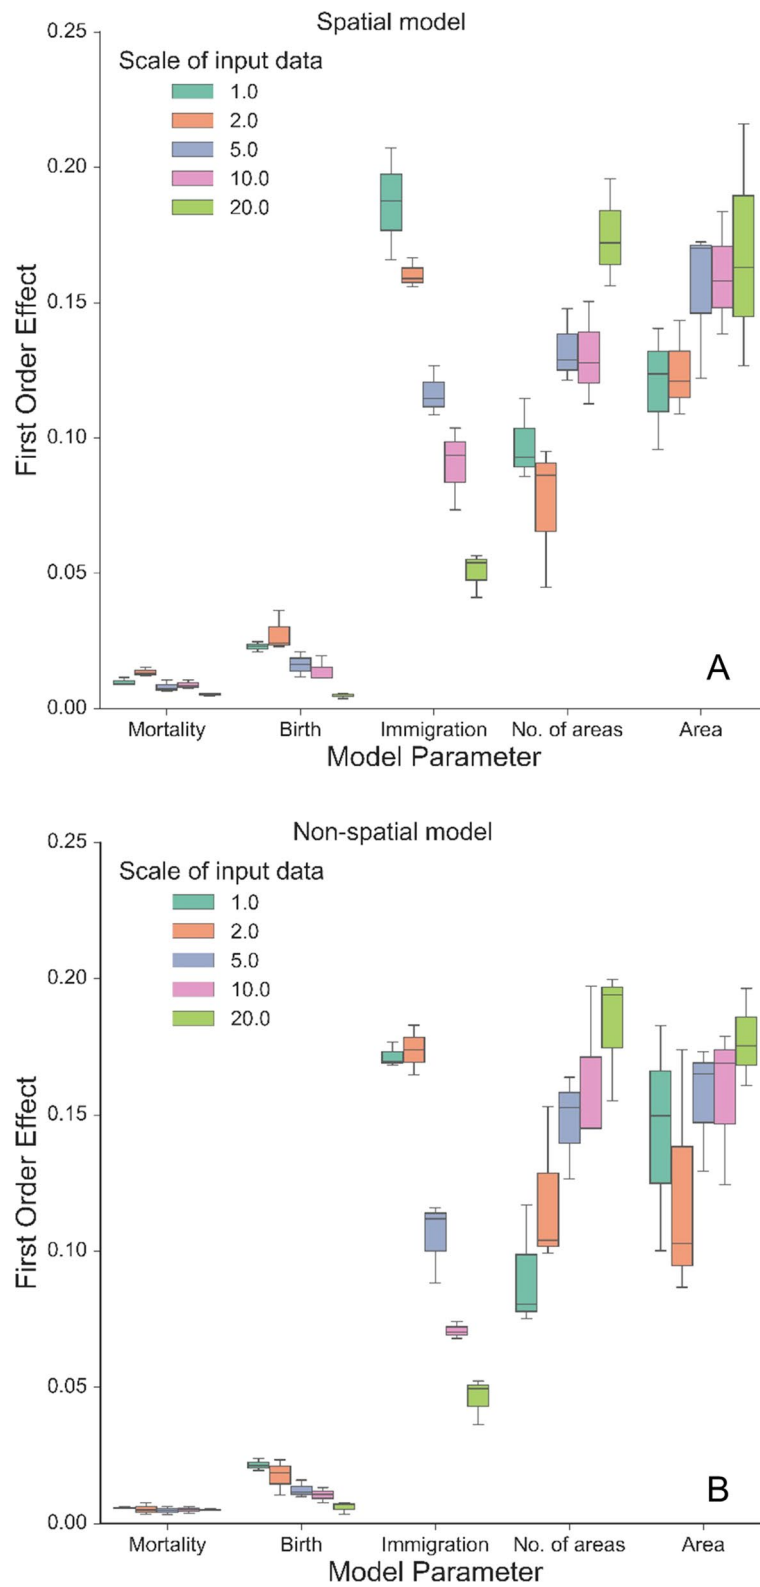 Spatial model
0.25
Scale of input data
1.0
2.0
5.0
10.0
20.0
0.20
0.15
0.10
0.05
0.00
First Order Effect
A
Mortality Birth Immigration No. of areas Area
Model Parameter
Non-spatial model
0.25
Scale of input data
1.0
2.0
5.0
10.0
20.0
0.20
0.15
0.10
0.05
0.00
First Order Effect
B
Mortality Birth Immigration No. of areas Area
Model Parameter